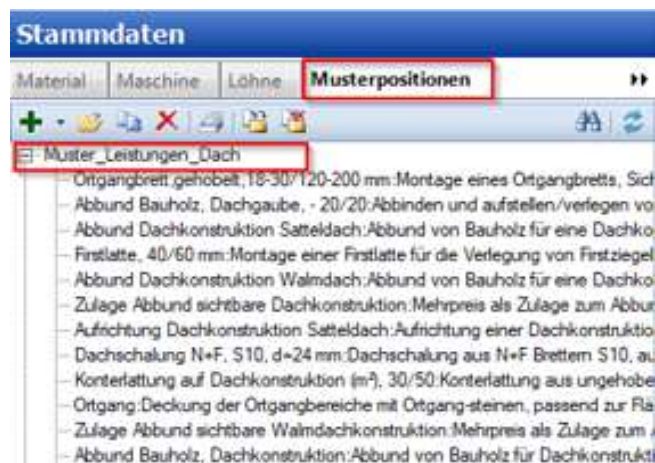 Stammdaten
Material Maschine Löhne Musterpositionen
Muster_Leistungen_Dach
Ortgangbrett,gehobelt,18-30/120-200 mm:Montage eines Ortgangbretts, Sich
Abbund Bauholz, Dachgaube, - 20/20:Abbinden und aufstellen/verlegen vo
Abbund Dachkonstruktion Satteldach:Abbund von Bauholz für eine Dachko
Firstlatte, 40/60 mm:Montage einer Firstlatte für die Verlegung von Firstziegel
Abbund Dachkonstruktion Walmdach:Abbund von Bauholz für eine Dachko
Zulage Abbund sichtbare Dachkonstruktion:Mehrpreis als Zulage zum Abbun
Aufrichtung Dachkonstruktion Satteldach:Aufrichtung einer Dachkonstruktio
Dachschalung N+F, S10, d=24 mm:Dachschalung aus N+F Brettern S10, au
Konterlattung auf Dachkonstruktion (m²), 30/50:Konterlattung aus ungehobe
Ortgang:Deckung der Ortgangbereiche mit Ortgang-steinen, passend zur Flä
Zulage Abbund sichtbare Walmdachkonstruktion:Mehrpreis als Zulage zum A
Abbund Bauholz, Dachkonstruktion:Abbund von Bauholz für Dachkonstrukti